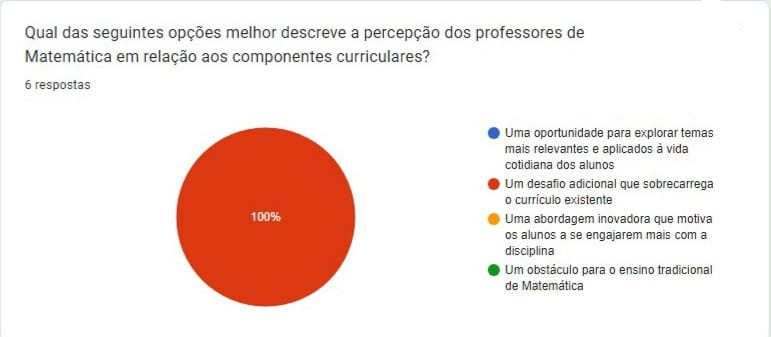 Qual das seguintes opções melhor descreve a percepção dos professores de
Matemática em relação aos componentes curriculares?
6 respostas
100%
Uma oportunidade para explorar temas
mais relevantes e aplicados à vida
cotidiana dos alunos
Um desafio adicional que sobrecarrega
o currículo existente
Uma abordagem inovadora que motiva
os alunos a se engajarem mais com a
disciplina
Um obstáculo para o ensino tradicional
de Matemática